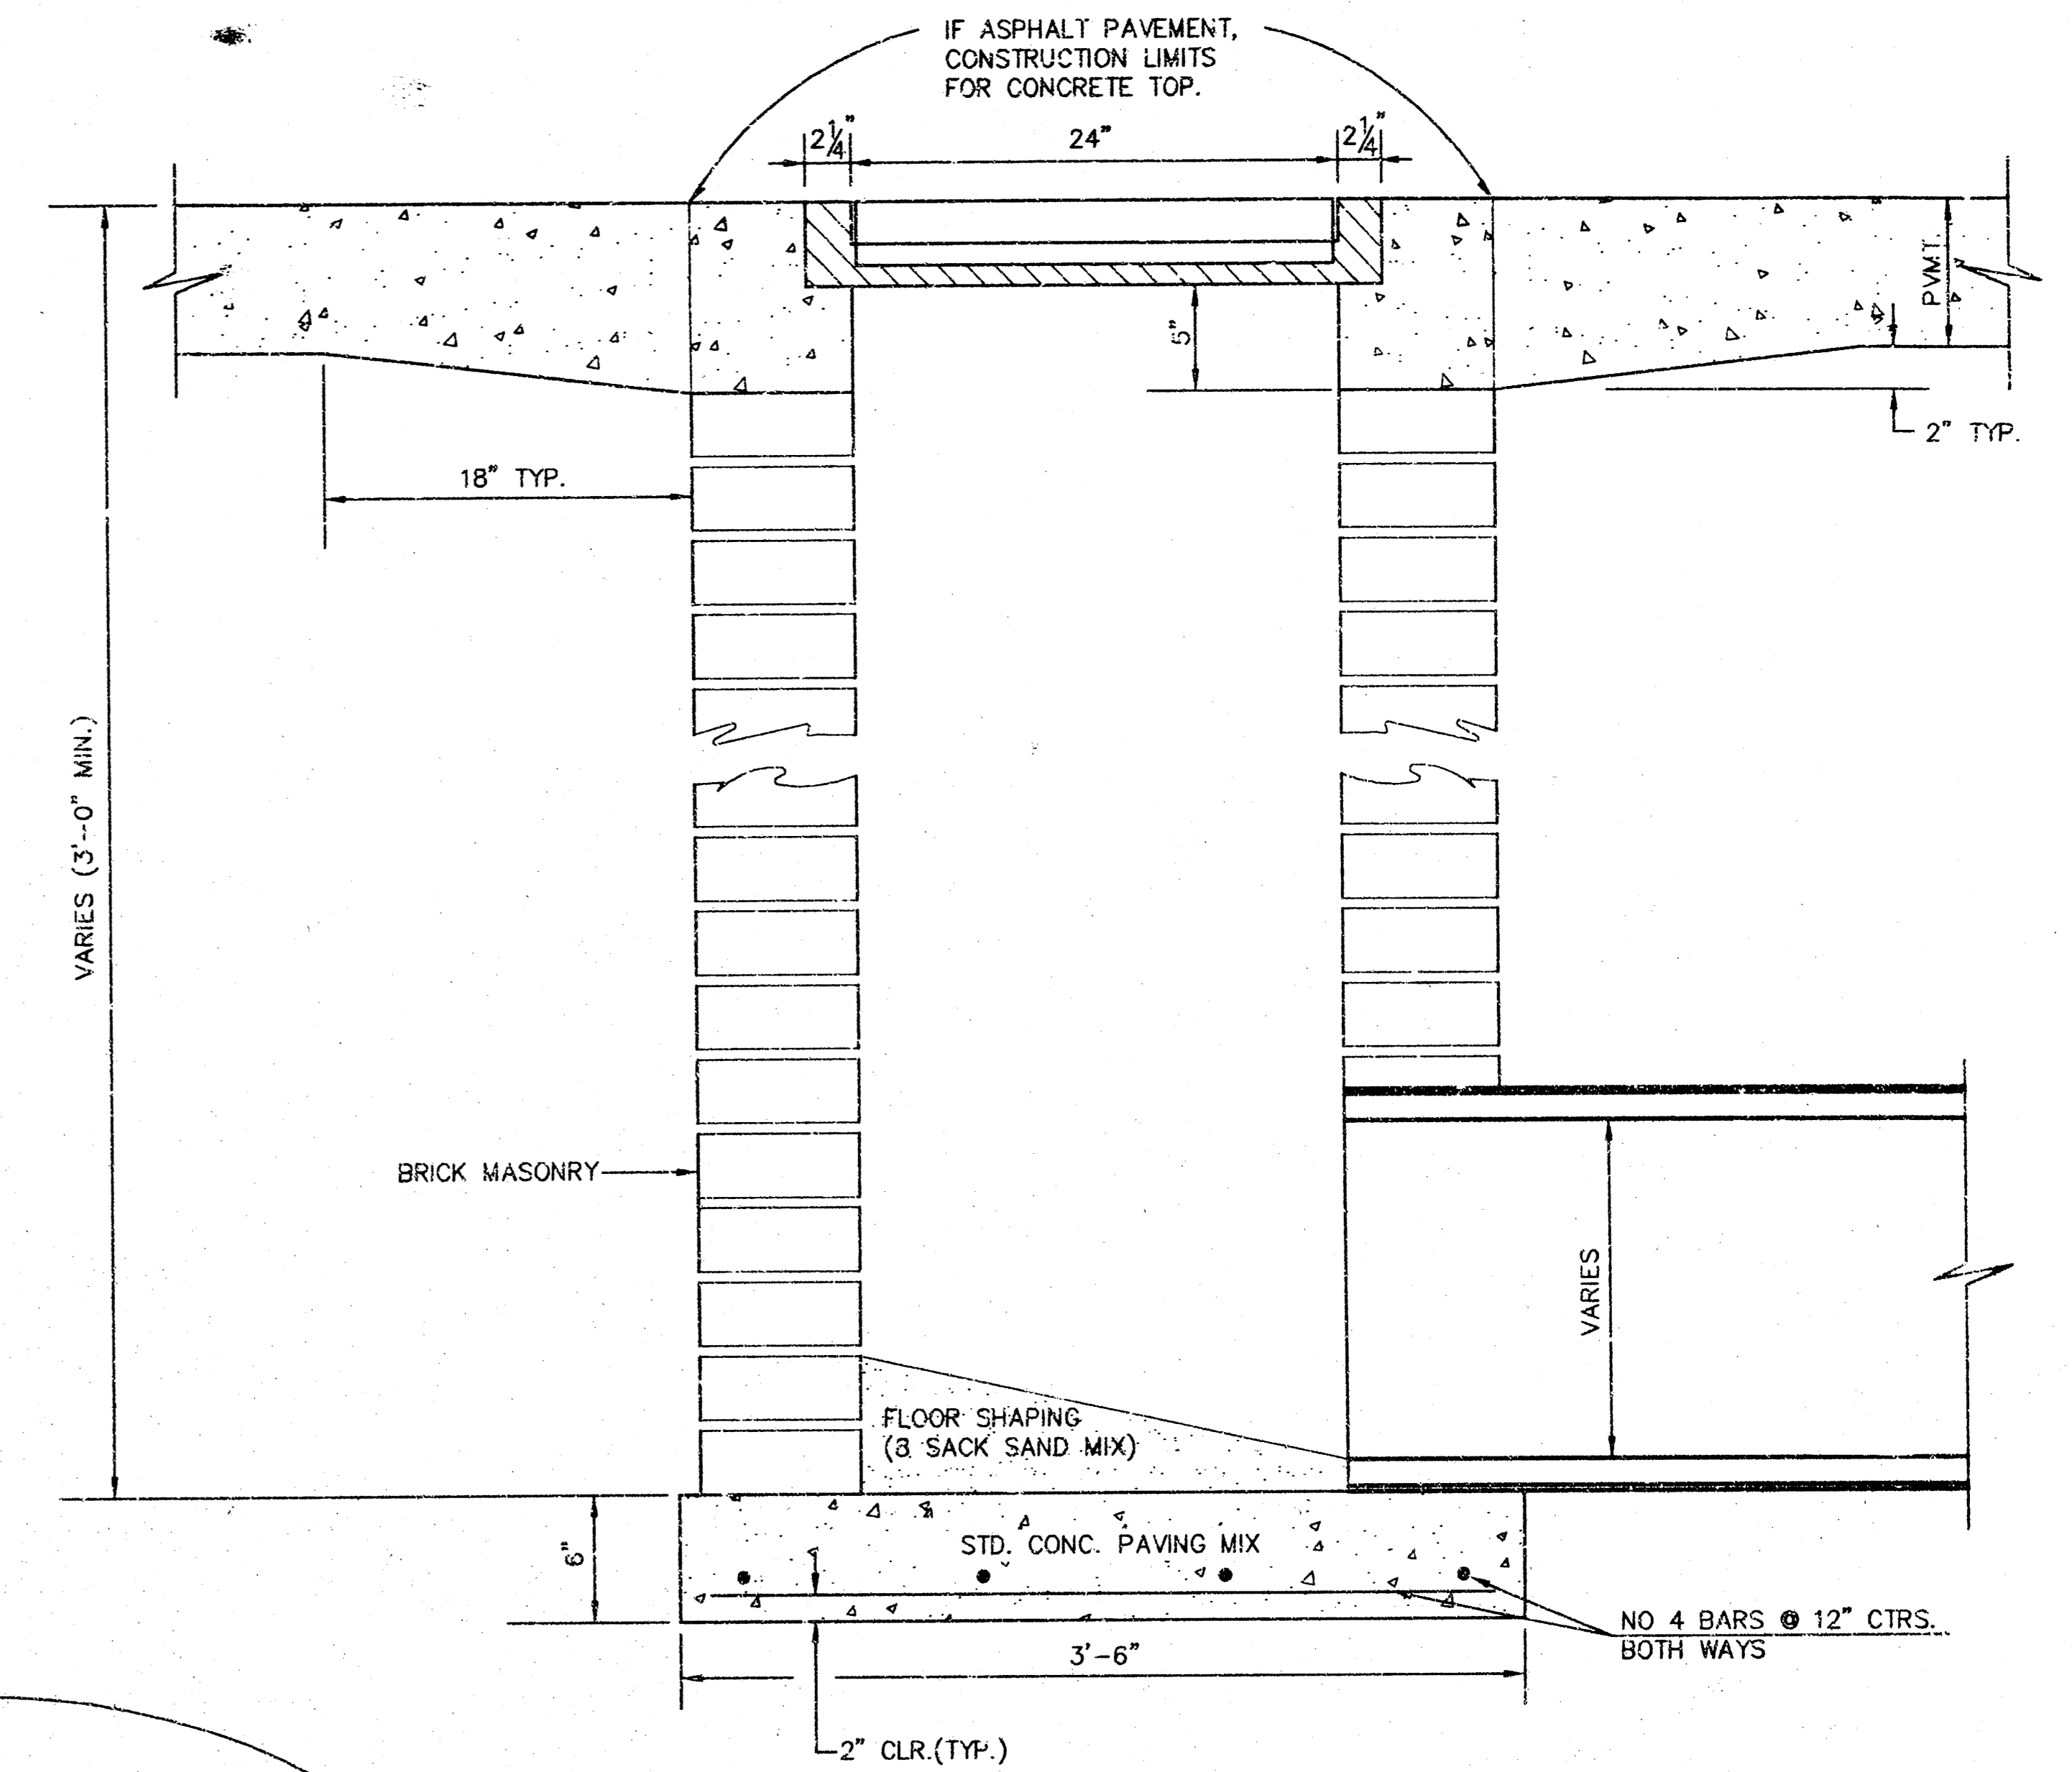 IF ASPHALT PAVEMENT,
CONSTRUCTION LIMITS
FOR CONCRETE TOP.
2¼"
24"
2¼"
PVMT.
5"
2" TYP.
18" TYP.
VARIES (3'-0" MIN.)
BRICK MASONRY
VARIES
FLOOR SHAPING
(3 SACK SAND MIX)
STD. CONC. PAVING MIX
6"
NO 4 BARS @ 12" CTRS.
BOTH WAYS
3'-6"
2" CLR.(TYP.)